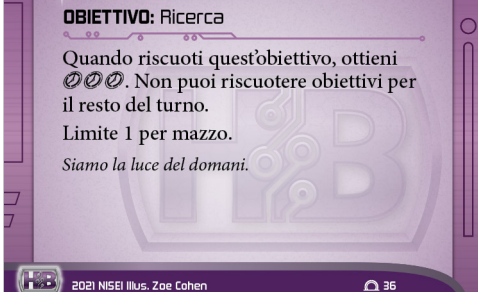 OBIETTIVO: Ricerca
Quando riscuoti quest'obiettivo, ottieni
. Non puoi riscuotere obiettivi per
il resto del turno.
Limite 1 per mazzo.
Siamo la luce del domani.
HB
HB 2021 NISEI Illus. Zoe Cohen 36